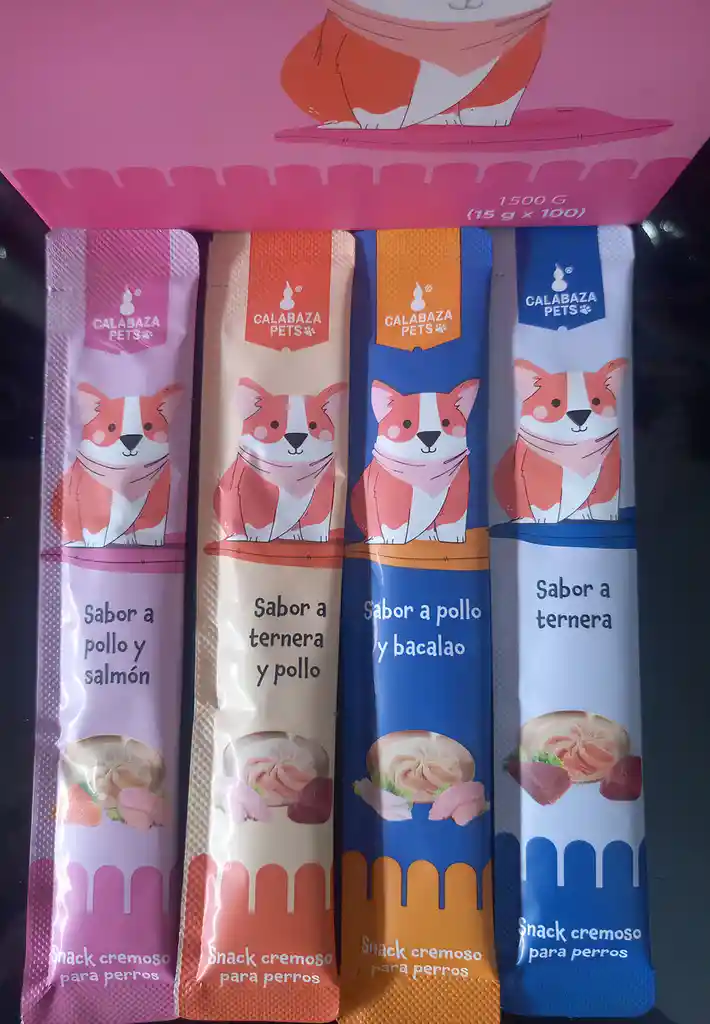 1500 G
(15 g x 100)
CALABAZA
PETS
Sabor a
pollo y
salmón
Snack cremoso
para perros
CALABAZA
PETS
Sabor a
ternera
y pollo
Snack cremoso
para perros
CALABAZA
PETS
Sabor a pollo
y bacalao
Snack cremoso
para perros
CALABAZA
PETS
Sabor a
ternera
Snack cremoso
para perros